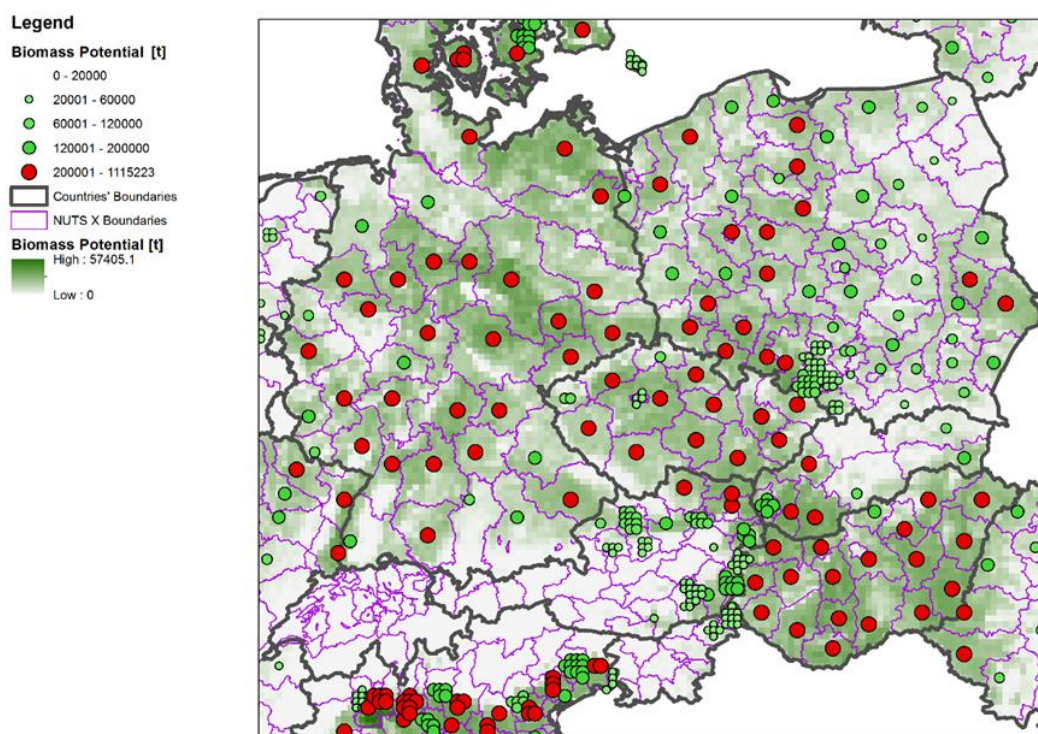 Legend
Biomass Potential [t]
0 - 20000
20001 - 60000
60001 - 120000
120001 - 200000
200001 - 1115223
Countries' Boundaries
NUTS X Boundaries
Biomass Potential [t]
High : 57405.1
Low : 0